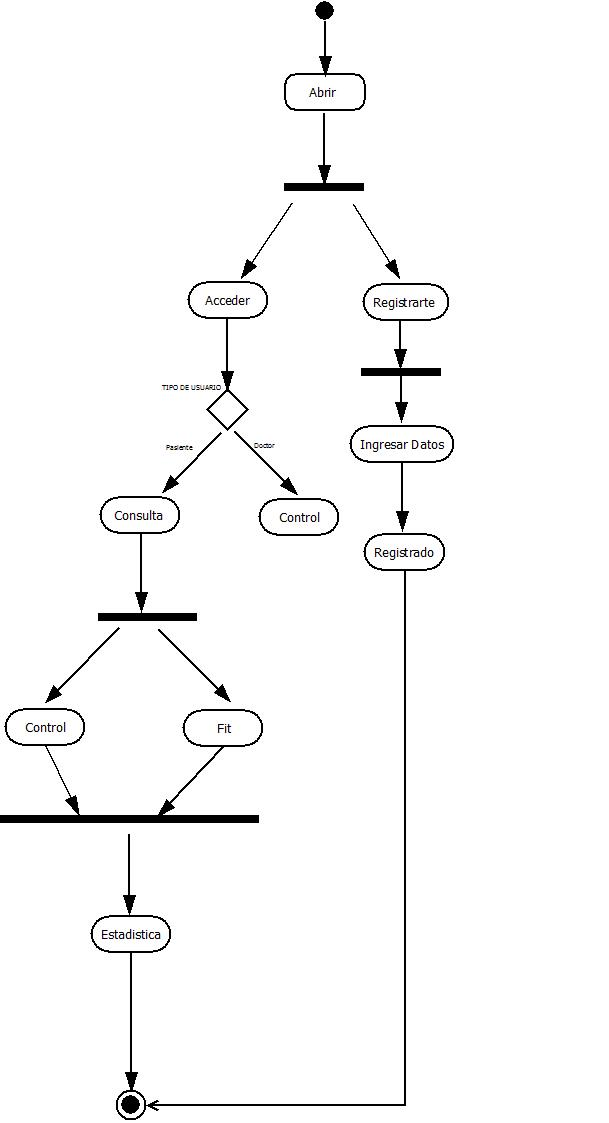 Abrir
Acceder
Registrarte
TIPO DE USUARIO
Pasiente
Doctor
Ingresar Datos
Consulta
Control
Registrado
Control
Fit
Estadistica